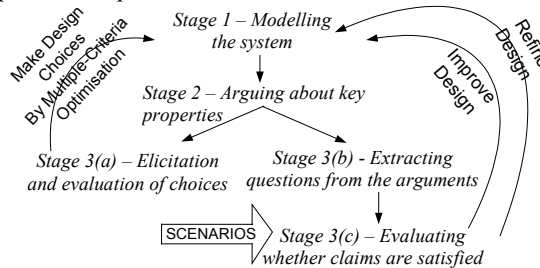 Make Design
Choices
By Multiple-Criteria
Optimisation
Stage 1 – Modelling
the system
Refine
Design
Improve
Design
Stage 2 – Arguing about key
properties
Stage 3(a) – Elicitation
and evaluation of choices
Stage 3(b) - Extracting
questions from the arguments
SCENARIOS
Stage 3(c) – Evaluating
whether claims are satisfied